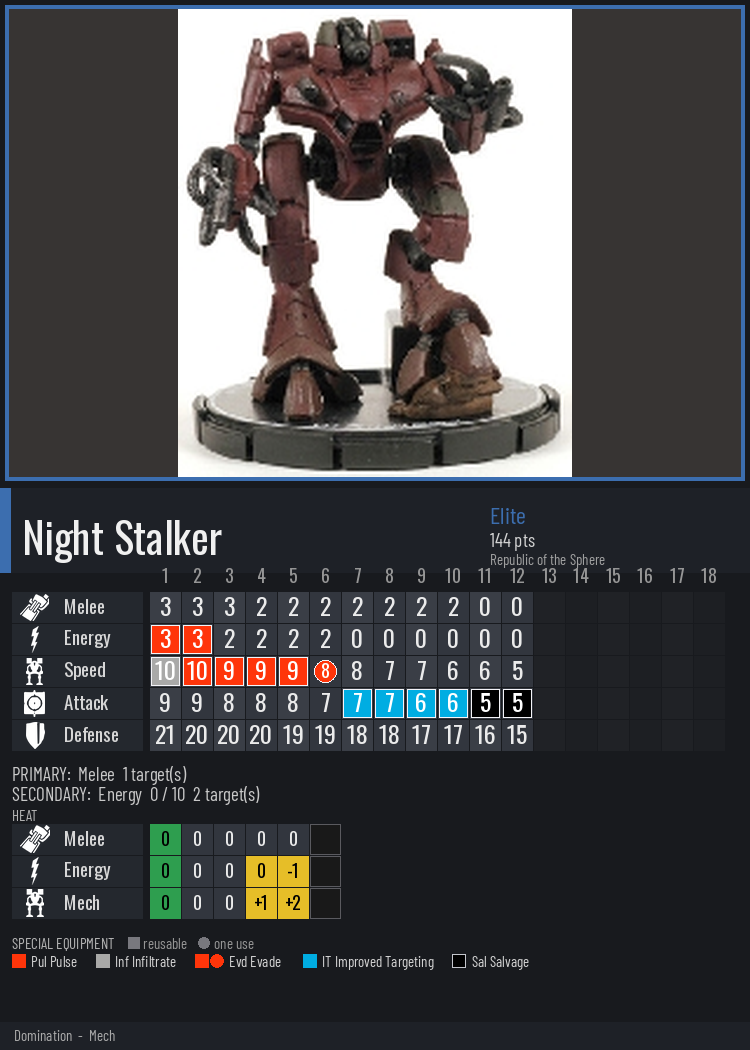 Night Stalker
Elite
144 pts
Republic of the Sphere
1 2 3 4 5 6 7 8 9 10 11 12 13 14 15 16 17 18
Melee 3 3 3 2 2 2 2 2 2 2 0 0
Energy 3 3 2 2 2 2 0 0 0 0 0 0
Speed 10 10 9 9 9 8 8 7 7 6 6 5
Attack 9 9 8 8 8 7 7 7 6 6 5 5
Defense 21 20 20 20 19 19 18 18 17 17 16 15
PRIMARY: Melee 1 target(s)
SECONDARY: Energy 0 / 10 2 target(s)
HEAT
Melee 0 0 0 0 0
Energy 0 0 0 0 -1
Mech 0 0 0 +1 +2
SPECIAL EQUIPMENT reusable one use
Pul Pulse Inf Infiltrate Evd Evade IT Improved Targeting Sal Salvage
Domination - Mech